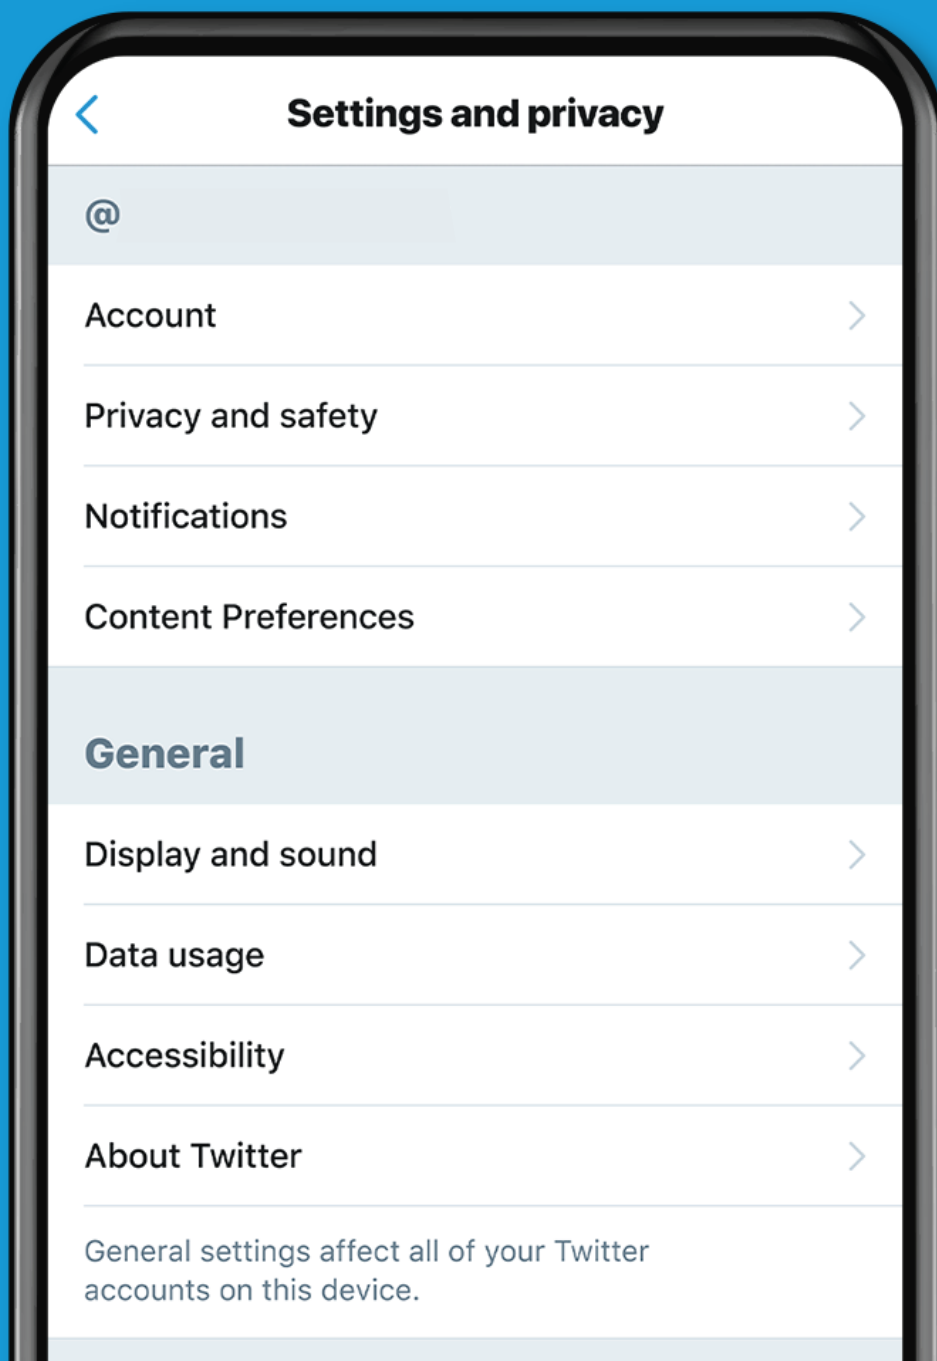 Settings and privacy
@
Account
Privacy and safety
Notifications
Content Preferences
General
Display and sound
Data usage
Accessibility
About Twitter
General settings affect all of your Twitter
accounts on this device.